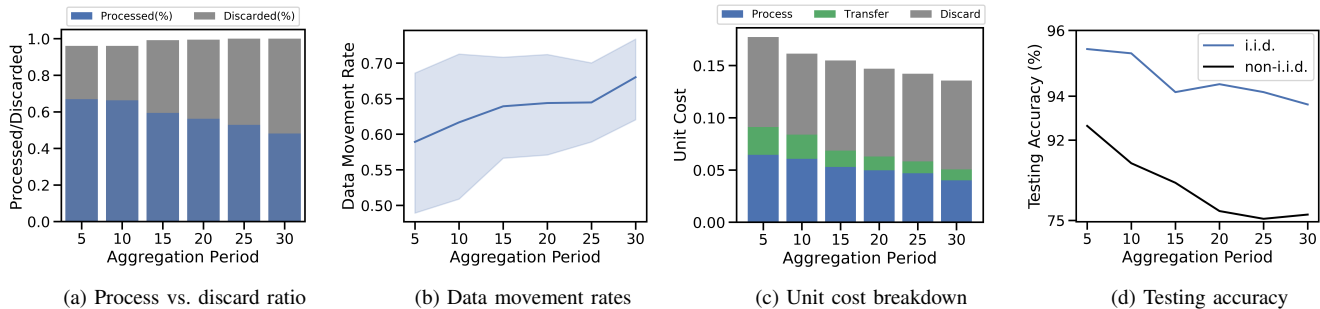 Processed(%) Discarded(%)
Processed/Discarded
1.0
0.8
0.6
0.4
0.2
0.0
5 10 15 20 25 30
Aggregation Period
(a) Process vs. discard ratio
Data Movement Rate
0.70
0.65
0.60
0.55
0.50
5 10 15 20 25 30
Aggregation Period
(b) Data movement rates
Process Transfer Discard
Unit Cost
0.15
0.10
0.05
0.00
5 10 15 20 25 30
Aggregation Period
(c) Unit cost breakdown
Testing Accuracy (%)
96
94
92
75
i.i.d.
non-i.i.d.
5 10 15 20 25 30
Aggregation Period
(d) Testing accuracy